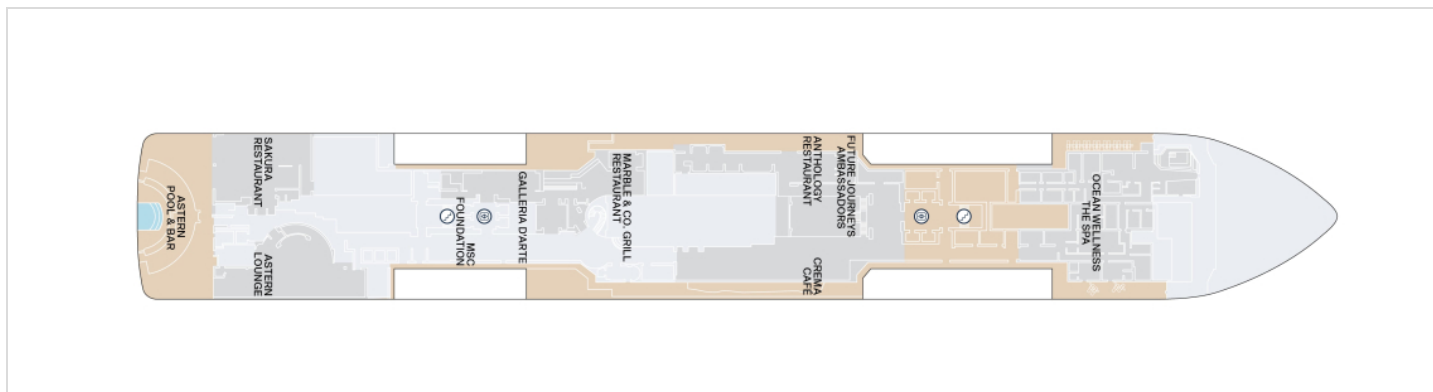 ASTERN
POOL & BAR
SAKURA
RESTAURANT
ASTERN
LOUNGE
MSC
FOUNDATION
GALLERIA D'ARTE
MARBLE & CO. GRILL
RESTAURANT
ANTHOLOGY
RESTAURANT
FUTURE JOURNEYS
AMBASSADORS
CREMA
CAFÉ
OCEAN WELLNESS
THE SPA